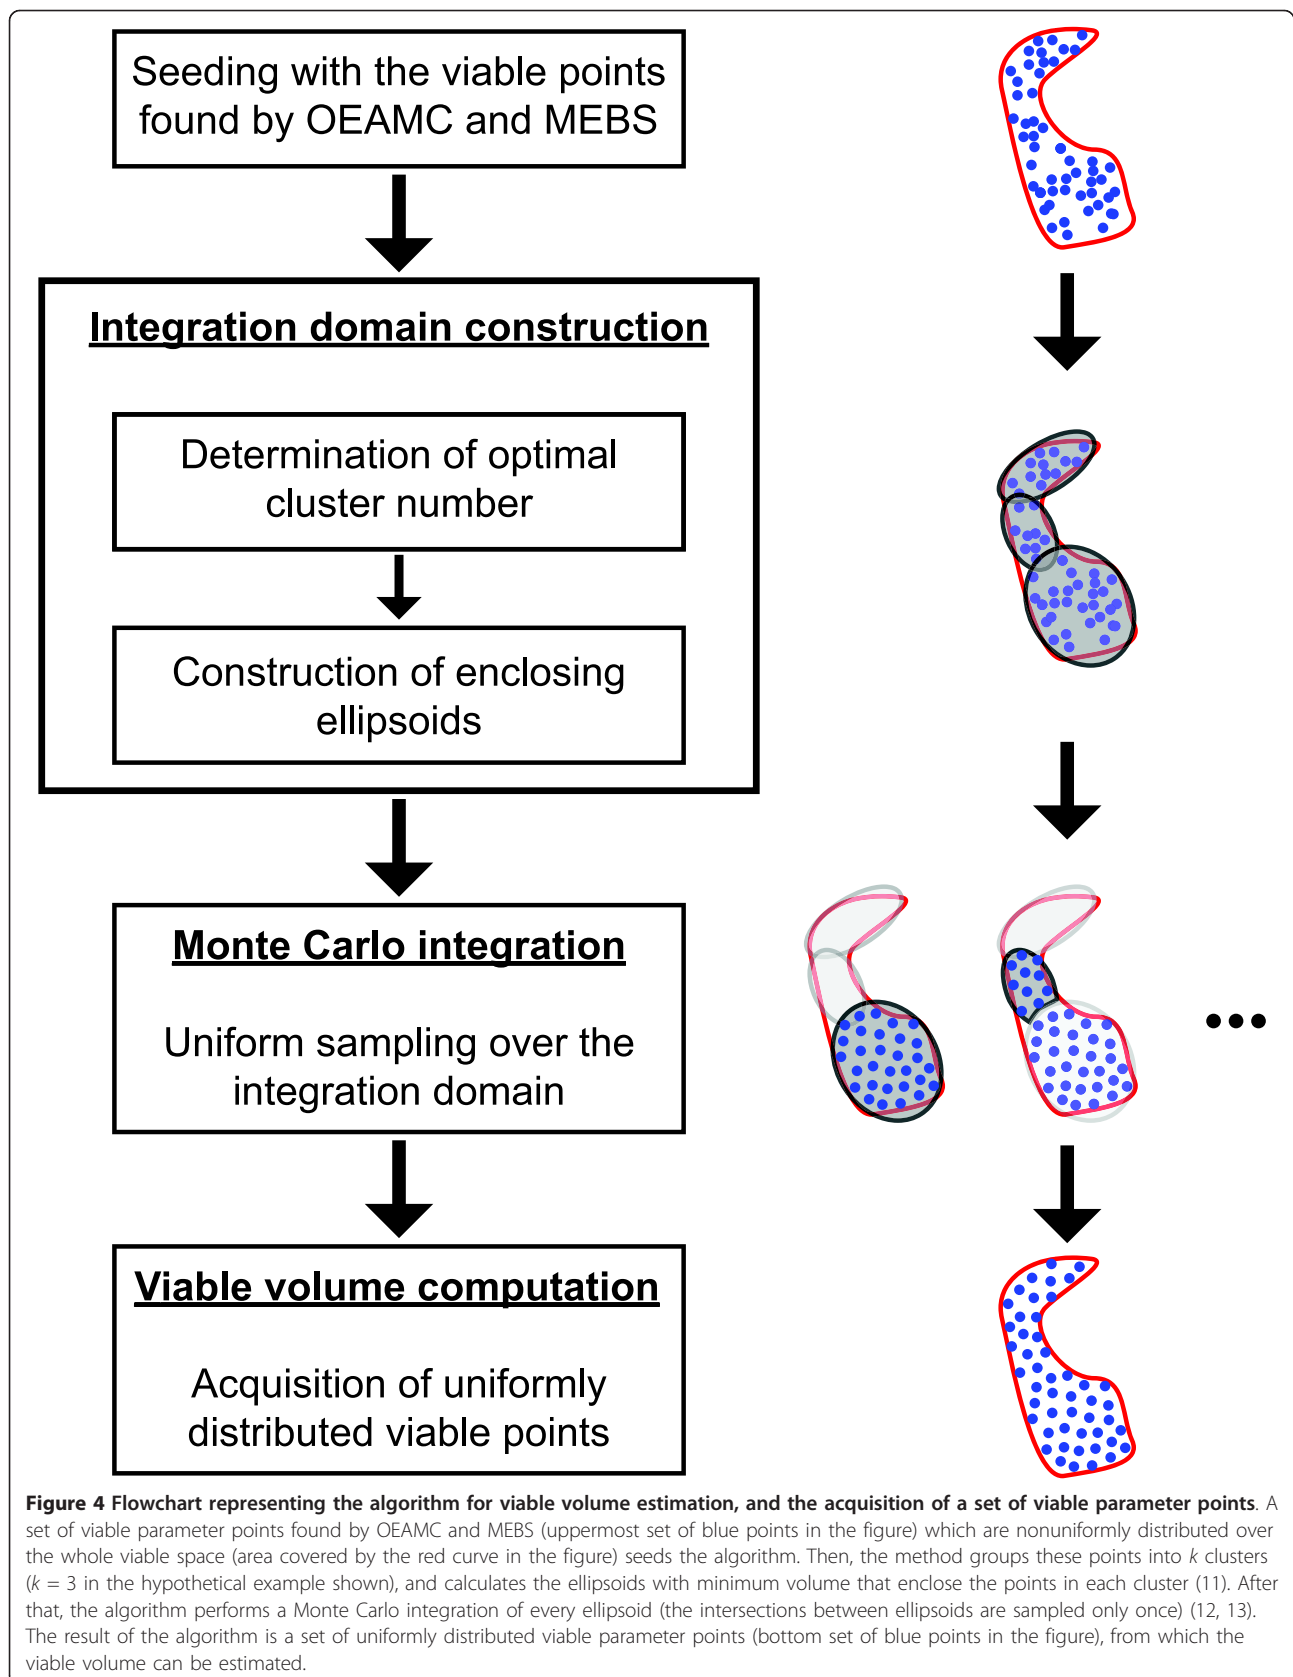 Seeding with the viable points
found by OEAMC and MEBS
Integration domain construction
Determination of optimal
cluster number
Construction of enclosing
ellipsoids
Monte Carlo integration
Uniform sampling over the
integration domain
Viable volume computation
Acquisition of uniformly
distributed viable points
Figure 4 Flowchart representing the algorithm for viable volume estimation, and the acquisition of a set of viable parameter points. A
set of viable parameter points found by OEAMC and MEBS (uppermost set of blue points in the figure) which are nonuniformly distributed over
the whole viable space (area covered by the red curve in the figure) seeds the algorithm. Then, the method groups these points into k clusters
(k = 3 in the hypothetical example shown), and calculates the ellipsoids with minimum volume that enclose the points in each cluster (11). After
that, the algorithm performs a Monte Carlo integration of every ellipsoid (the intersections between ellipsoids are sampled only once) (12, 13).
The result of the algorithm is a set of uniformly distributed viable parameter points (bottom set of blue points in the figure), from which the
viable volume can be estimated.